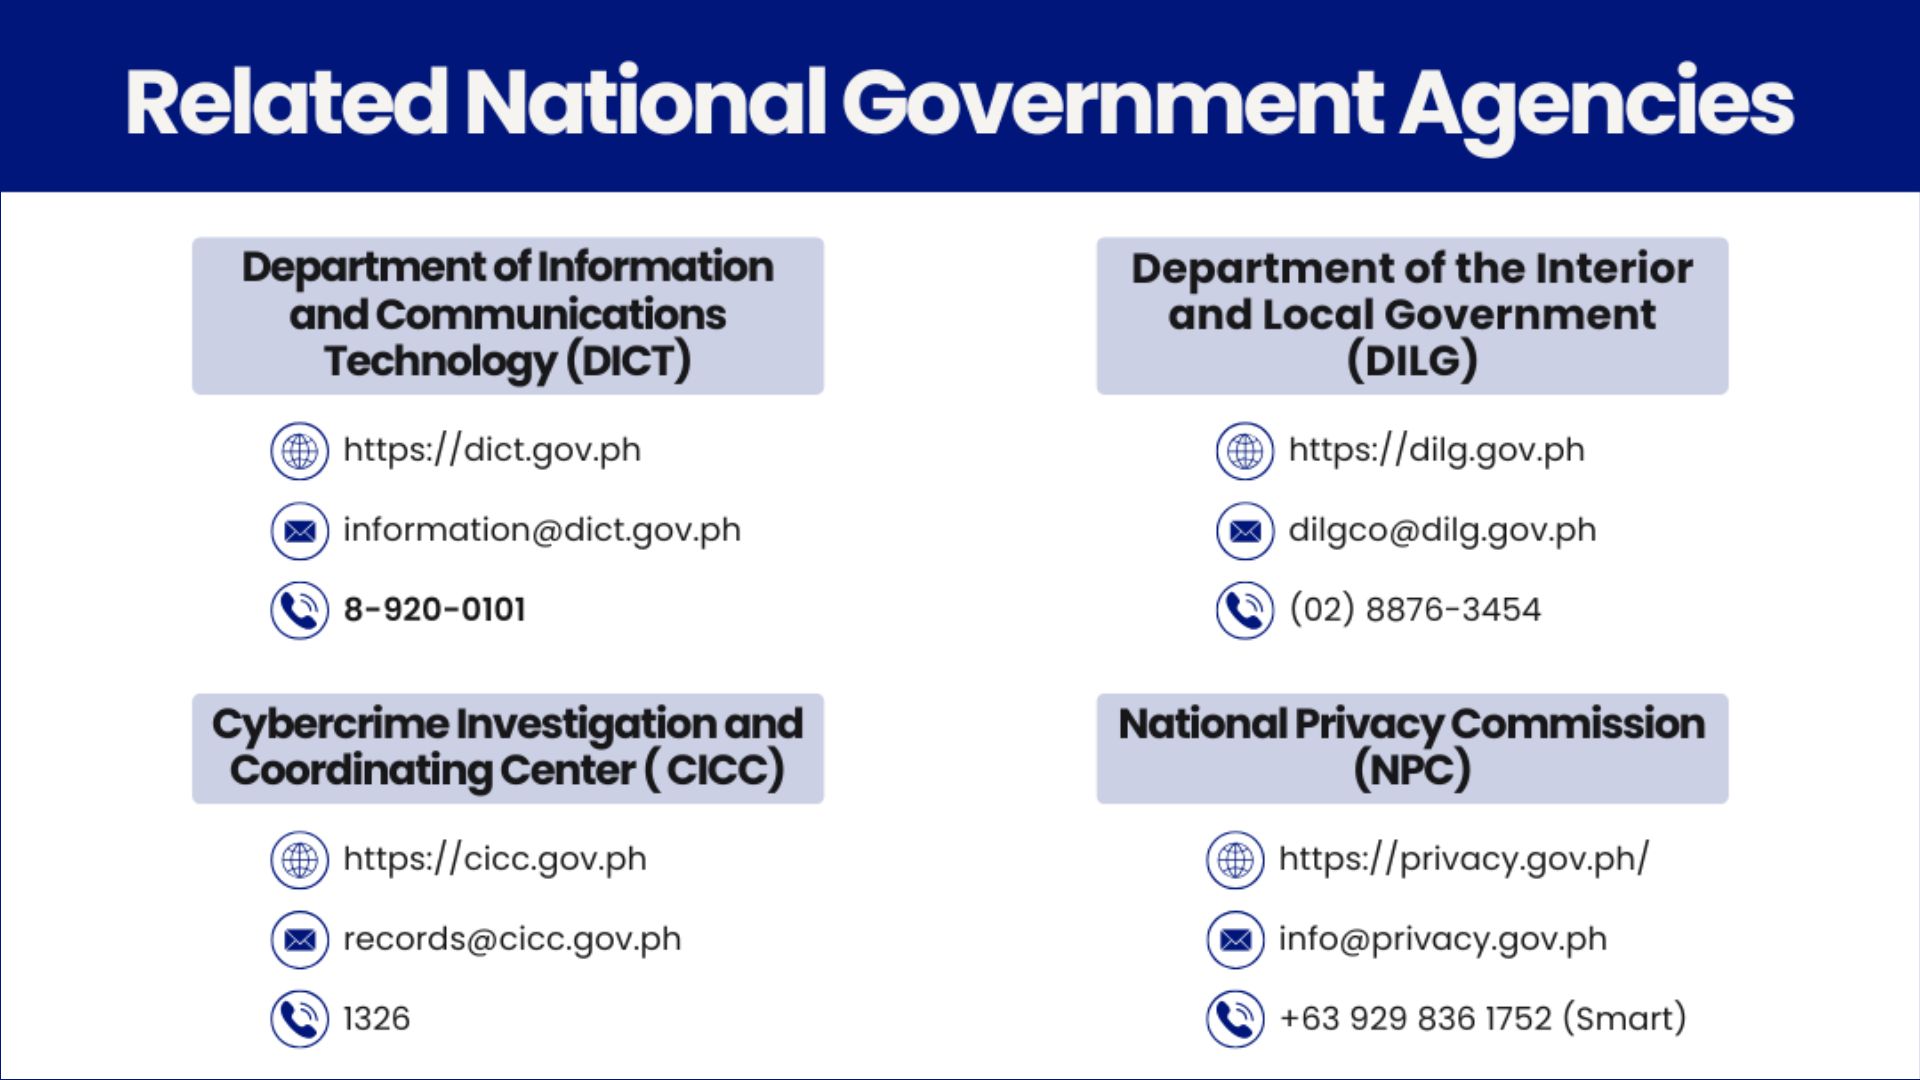 Related National Government Agencies
Department of Information
and Communications
Technology (DICT)
https://dict.gov.ph
information@dict.gov.ph
8-920-0101
Department of the Interior
and Local Government
(DILG)
https://dilg.gov.ph
dilgco@dilg.gov.ph
(02) 8876-3454
Cybercrime Investigation and
Coordinating Center ( CICC)
https://cicc.gov.ph
records@cicc.gov.ph
1326
National Privacy Commission
(NPC)
https://privacy.gov.ph/
info@privacy.gov.ph
+63 929 836 1752 (Smart)